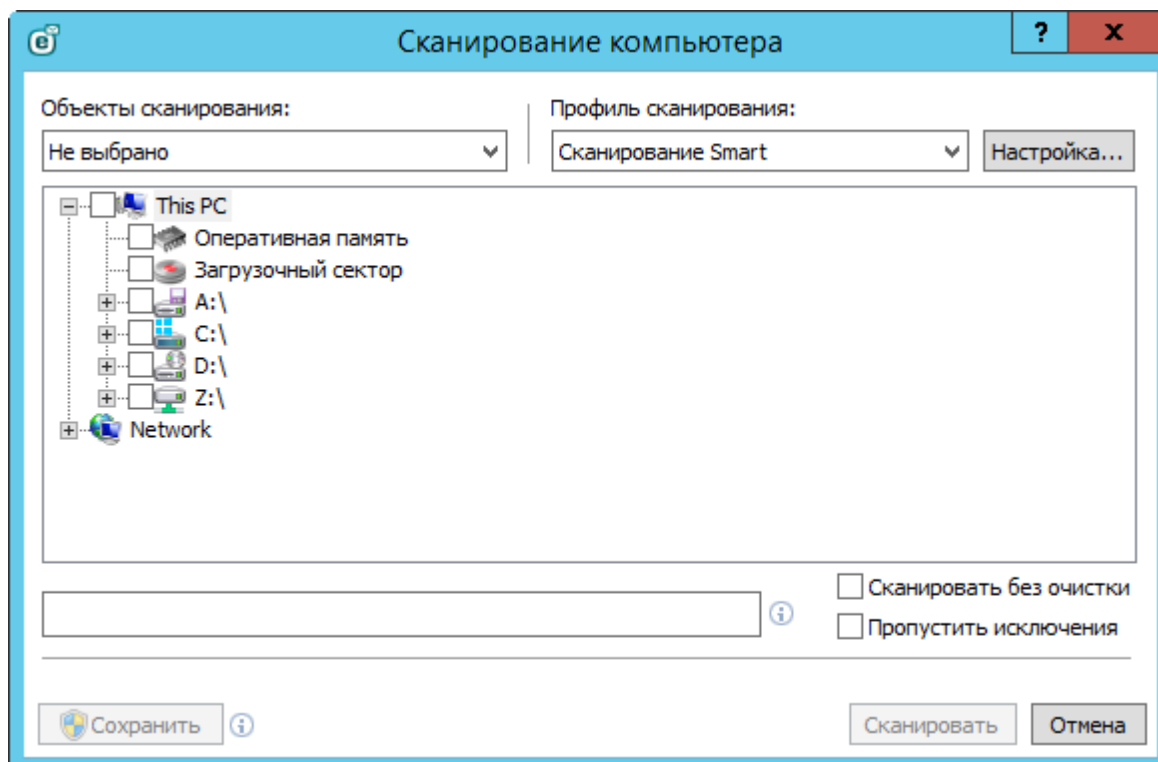 Сканирование компьютера
? x
Объекты сканирования:
Профиль сканирования:
Не выбрано
Сканирование Smart
Настройка...
This PC
Оперативная память
Загрузочный сектор
A:\
C:\
D:\
Z:\
Network
Сканировать без очистки
Пропустить исключения
Сохранить
Сканировать
Отмена